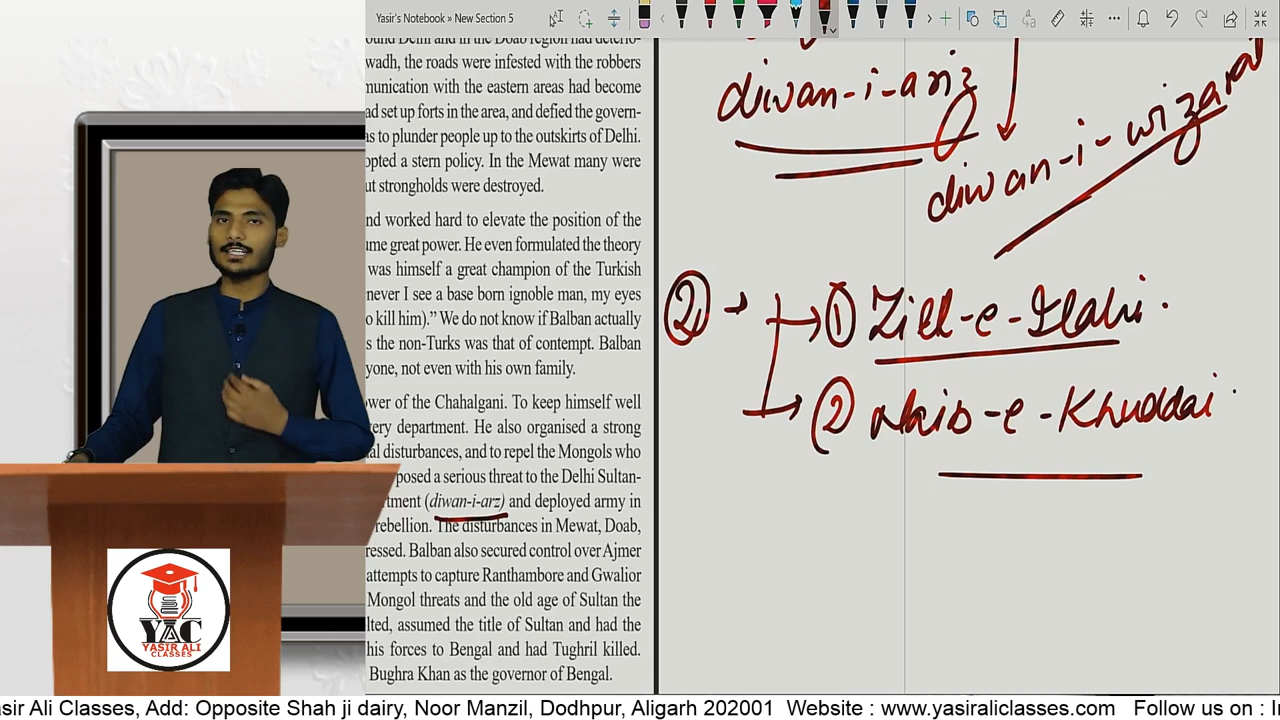 Yasir's Notebook » New Section 5
ound Delhi and in the Doab region had deterio-
wadh, the roads were infested with the robbers
munication with the eastern areas had become
ad set up forts in the area, and defied the govern-
as to plunder people up to the outskirts of Delhi.
opted a stern policy. In the Mewat many were
ut strongholds were destroyed.
nd worked hard to elevate the position of the
ume great power. He even formulated the theory
was himself a great champion of the Turkish
never I see a base born ignoble man, my eyes
o kill him).” We do not know if Balban actually
s the non-Turks was that of contempt. Balban
yone, not even with his own family.
ower of the Chahalgani. To keep himself well
very department. He also organised a strong
al disturbances, and to repel the Mongols who
posed a serious threat to the Delhi Sultan-
rtment (diwan-i-arz) and deployed army in
rebellion. The disturbances in Mewat, Doab,
ressed. Balban also secured control over Ajmer
attempts to capture Ranthambore and Gwalior
Mongol threats and the old age of Sultan the
lted, assumed the title of Sultan and had the
his forces to Bengal and had Tughril killed.
Bughra Khan as the governor of Bengal.
diwan-i-ariz
diwan-i-wizarat
② → ① Zill-e-Ilahi.
② Naib-e-Khuddai.
YAC
YASIR ALI
CLASSES
asir Ali Classes, Add: Opposite Shah ji dairy, Noor Manzil, Dodhpur, Aligarh 202001 Website : www.yasiraliclasses.com Follow us on : In